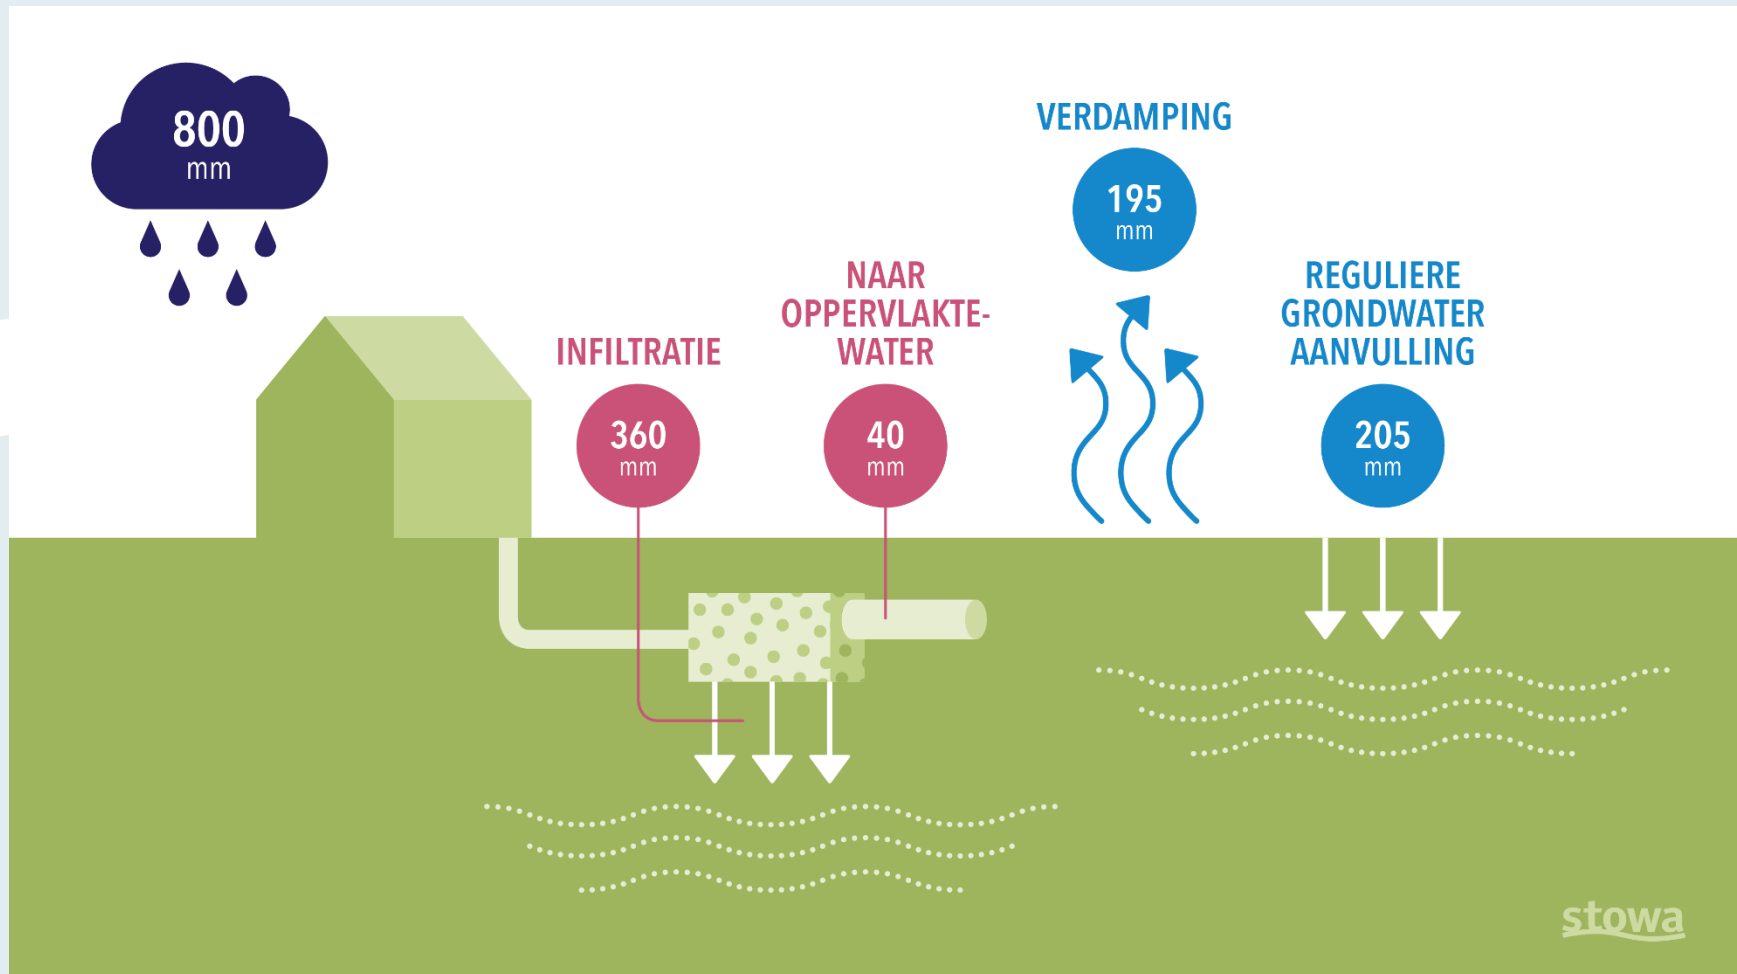 800
mm
VERDAMPING
195
mm
INFILTRATIE
360
mm
NAAR
OPPERVLAKTE-
WATER
40
mm
REGULIERE
GRONDWATER
AANVULLING
205
mm
stowa